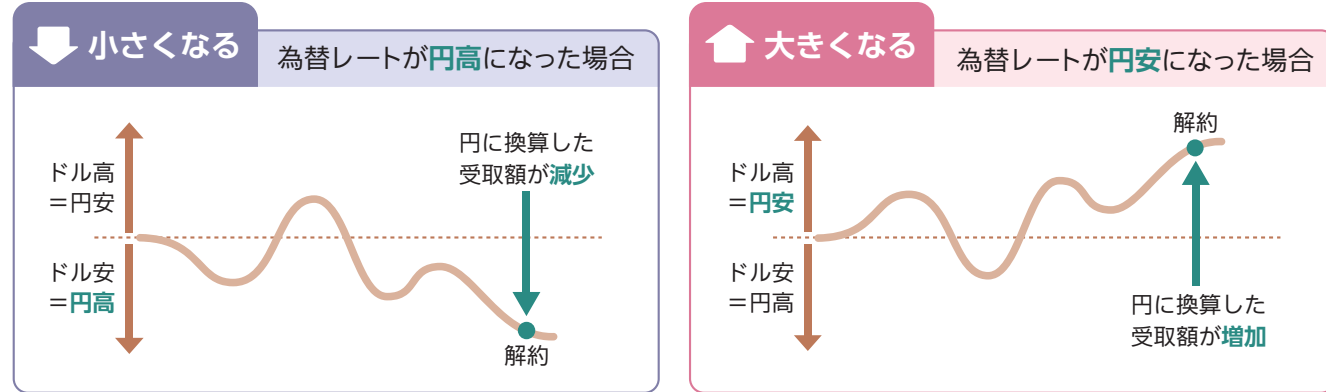 小さくなる
為替レートが円高になった場合
ドル高
＝円安
ドル安
＝円高
円に換算した
受取額が減少
解約
大きくなる
為替レートが円安になった場合
ドル高
＝円安
ドル安
＝円高
解約
円に換算した
受取額が増加